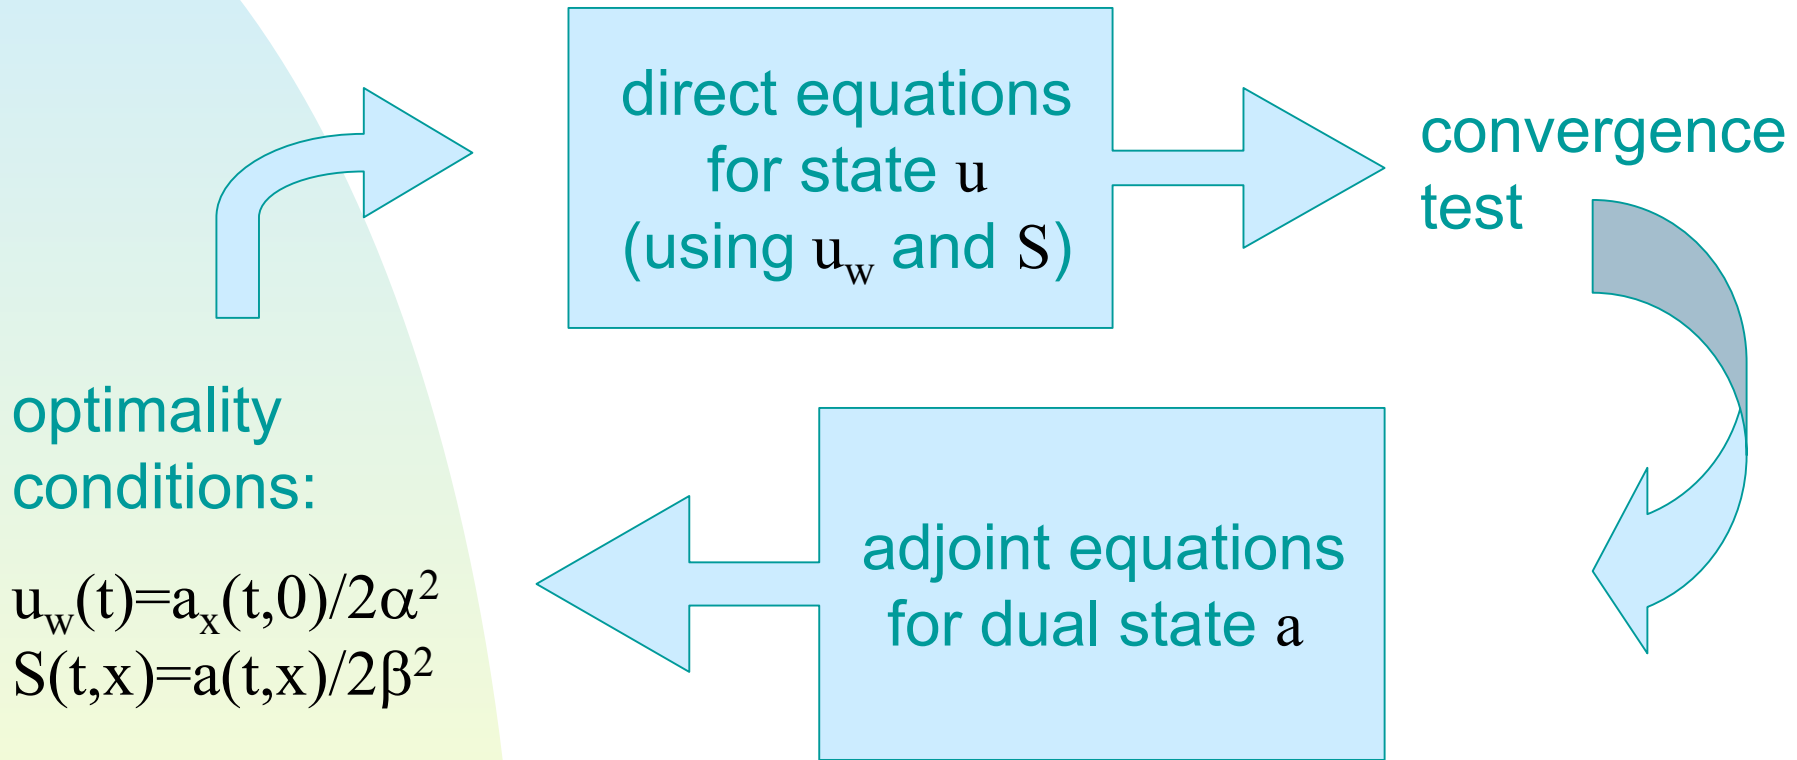 direct equations
for state u
(using u_w and S)
convergence
test
adjoint equations
for dual state a
optimality
conditions:
u_w(t)=a_x(t,0)/2α²
S(t,x)=a(t,x)/2β²